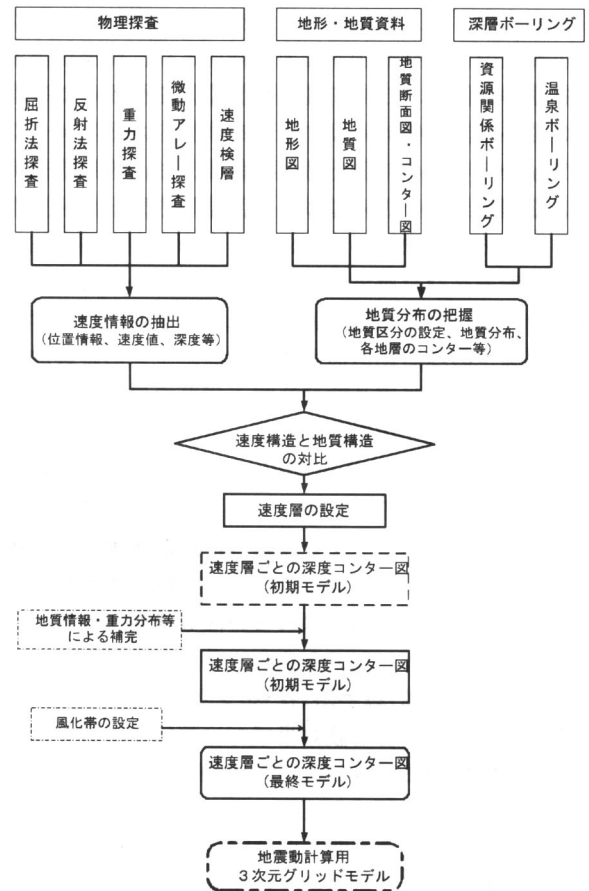 物理探査
地形・地質資料
深層ボーリング
屈折法探査
反射法探査
重力探査
微動アレー探査
速度検層
地形図
地質図
地質断面図・コンター図
資源関係ボーリング
温泉ボーリング
速度情報の抽出
(位置情報、速度値、深度等)
地質分布の把握
(地質区分の設定、地質分布、
各地層のコンター等)
速度構造と地質構造
の対比
速度層の設定
速度層ごとの深度コンター図
(初期モデル)
地質情報・重力分布等
による補完
速度層ごとの深度コンター図
(初期モデル)
風化帯の設定
速度層ごとの深度コンター図
(最終モデル)
地震動計算用
3次元グリッドモデル